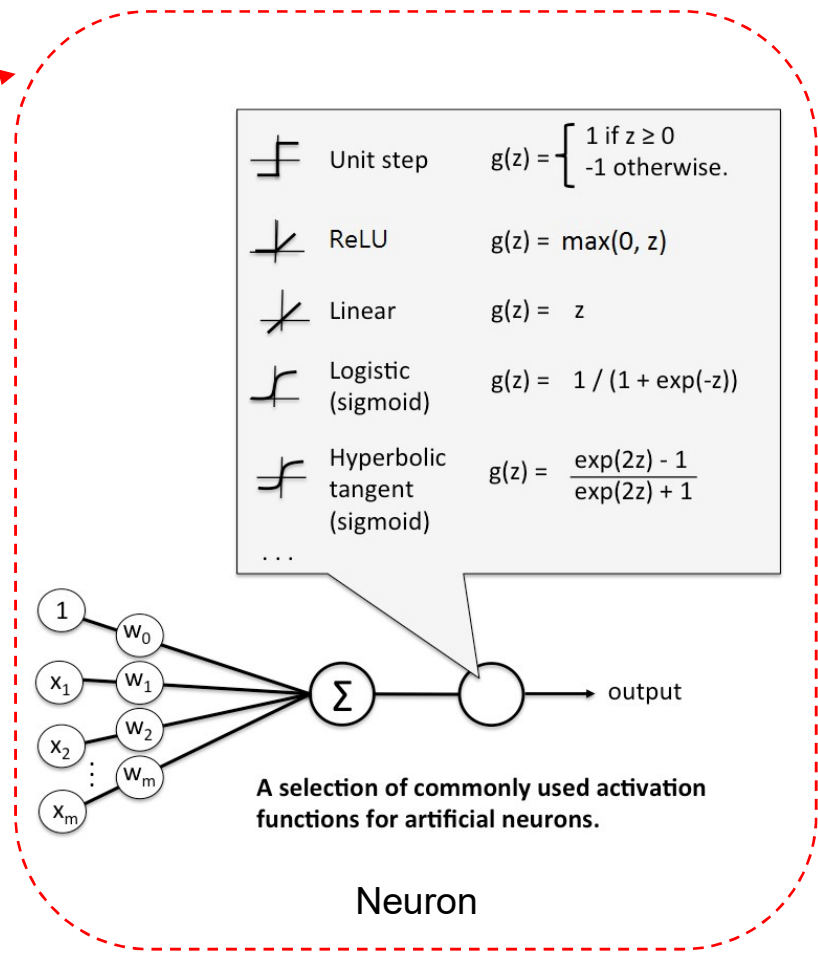 Unit step g(z) = { 1 if z ≥ 0
-1 otherwise.
ReLU g(z) = max(0, z)
Linear g(z) = z
Logistic
(sigmoid) g(z) = 1 / (1 + exp(-z))
Hyperbolic
tangent
(sigmoid) g(z) = exp(2z) - 1
exp(2z) + 1
. . .
1 w₀
x₁ w₁
x₂ w₂
⋮ wₘ
xₘ
Σ
output
A selection of commonly used activation
functions for artificial neurons.
Neuron